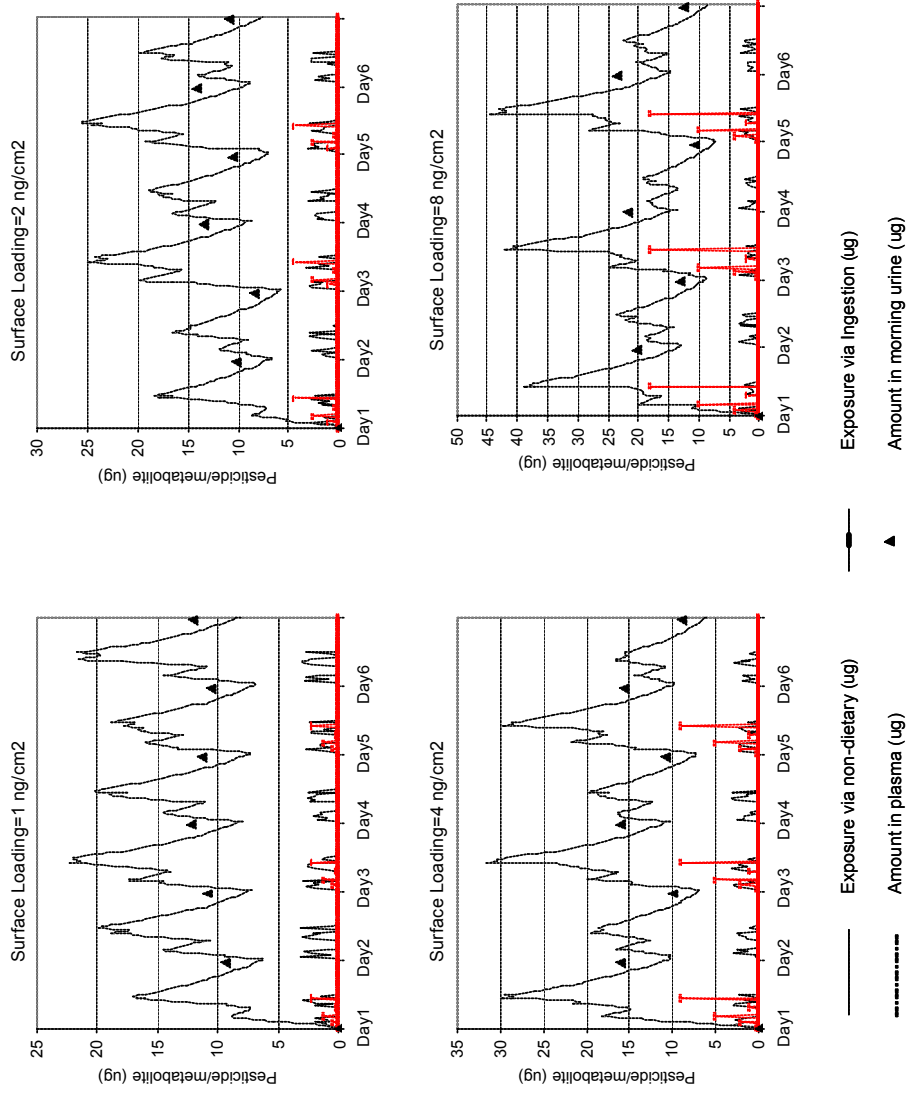 Surface Loading=1 ng/cm2
Pesticide/metabolite (ug)
25
20
15
10
5
0
Day1 Day2 Day3 Day4 Day5 Day6
Surface Loading=2 ng/cm2
Pesticide/metabolite (ug)
30
25
20
15
10
5
0
Day1 Day2 Day3 Day4 Day5 Day6
Surface Loading=4 ng/cm2
Pesticide/metabolite (ug)
35
30
25
20
15
10
5
0
Day1 Day2 Day3 Day4 Day5 Day6
Surface Loading=8 ng/cm2
Pesticide/metabolite (ug)
50
45
40
35
30
25
20
15
10
5
0
Day1 Day2 Day3 Day4 Day5 Day6
Exposure via non-dietary (ug)
Exposure via Ingestion (ug)
Amount in plasma (ug)
Amount in morning urine (ug)